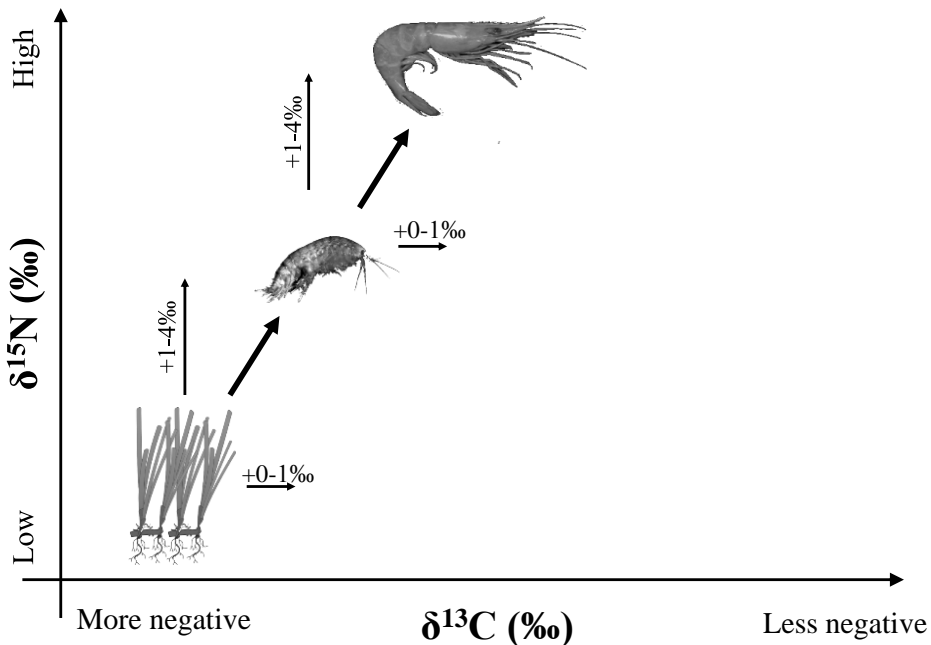 High
+1-4‰
+0-1‰
δ¹⁵N (‰)
+1-4‰
+0-1‰
Low
More negative
δ¹³C (‰)
Less negative